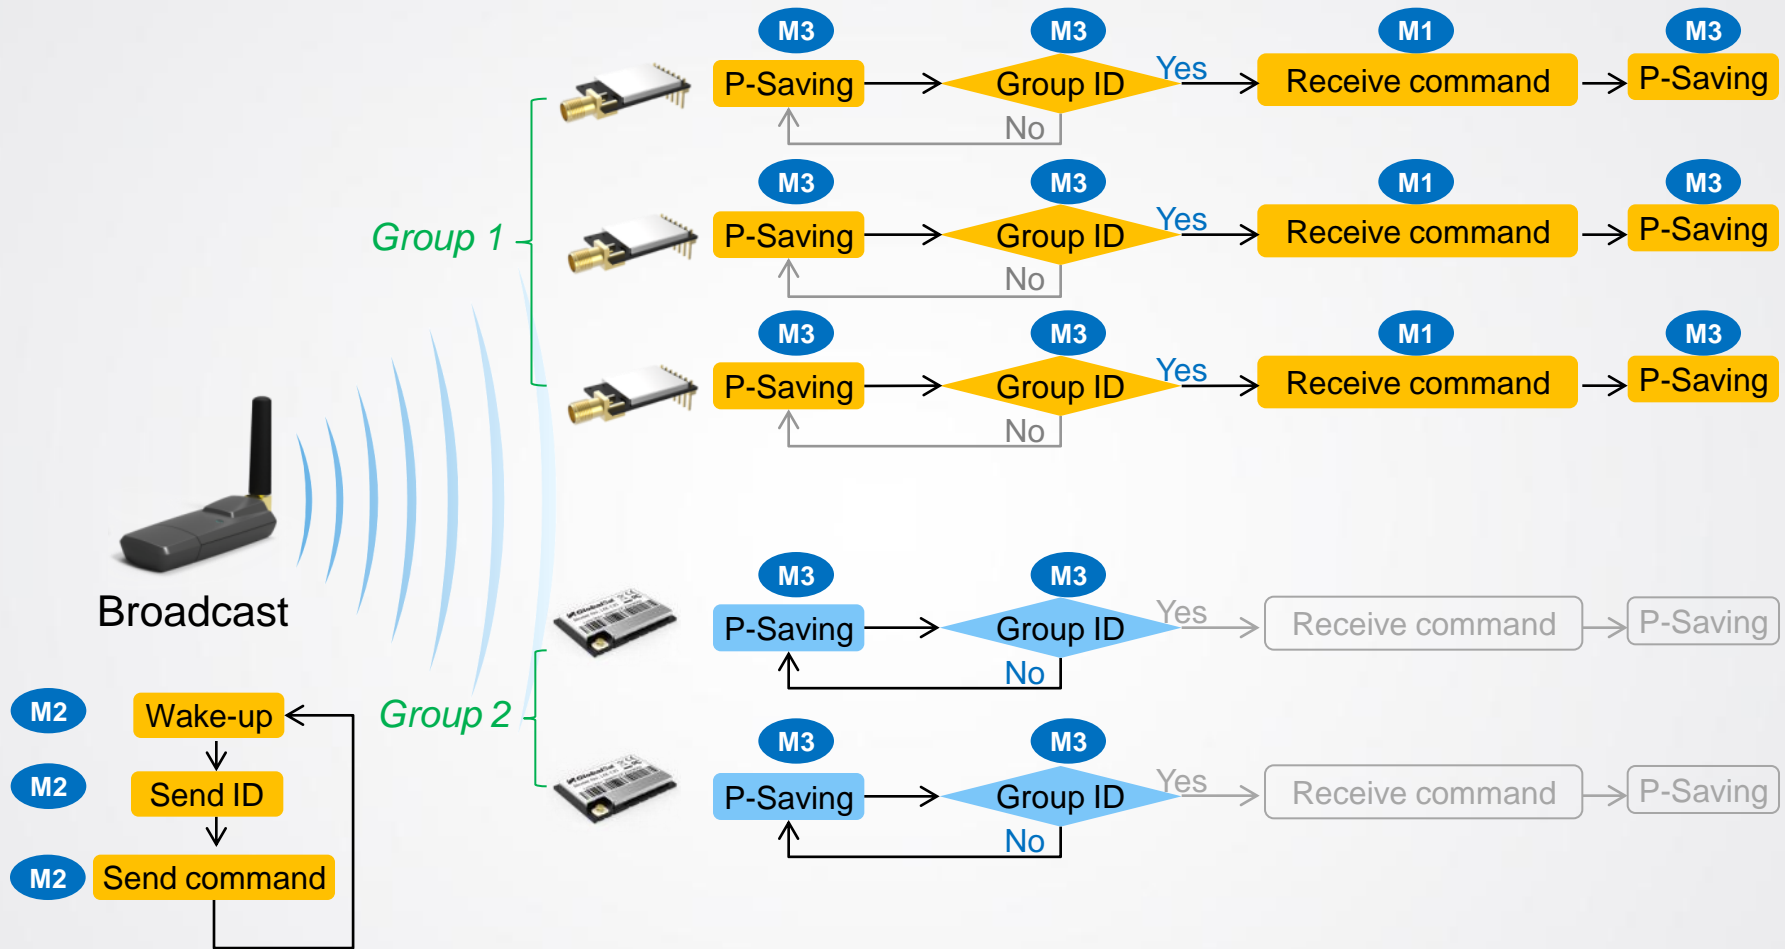 M3 M3 M1 M3
P-Saving Group ID Yes Receive command P-Saving
No
M3 M3 M1 M3
Group 1 P-Saving Group ID Yes Receive command P-Saving
No
M3 M3 M1 M3
P-Saving Group ID Yes Receive command P-Saving
No
Broadcast
M3 M3
GlobalSat
P-Saving Group ID Yes Receive command P-Saving
No
Group 2
M3 M3
GlobalSat
P-Saving Group ID Yes Receive command P-Saving
No
M2 Wake-up
M2 Send ID
M2 Send command